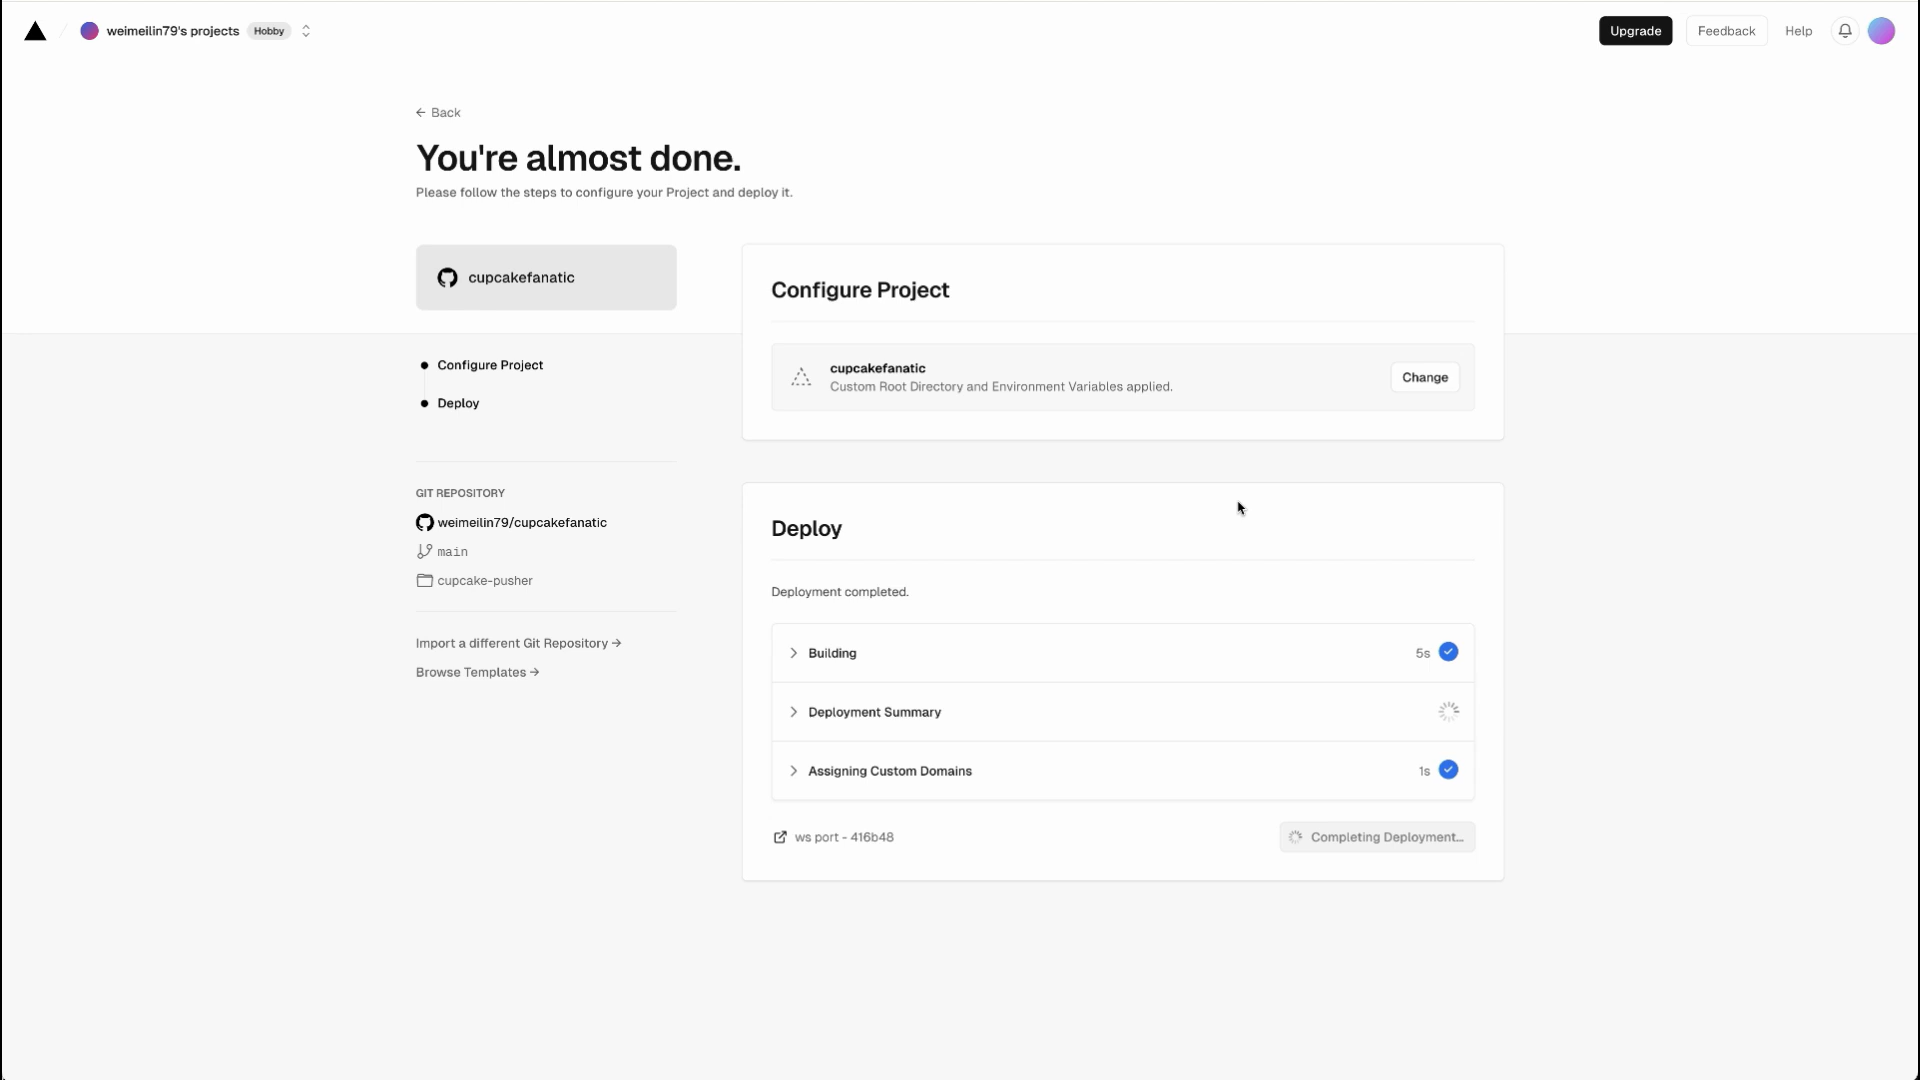 weimeilin79's projects Hobby
Upgrade Feedback Help
← Back
You're almost done.
Please follow the steps to configure your Project and deploy it.
cupcakefanatic
Configure Project
Deploy
GIT REPOSITORY
weimeilin79/cupcakefanatic
main
cupcake-pusher
Import a different Git Repository →
Browse Templates →
Configure Project
cupcakefanatic
Custom Root Directory and Environment Variables applied.
Change
Deploy
Deployment completed.
Building 5s
Deployment Summary
Assigning Custom Domains 1s
ws port - 416b48
Completing Deployment...